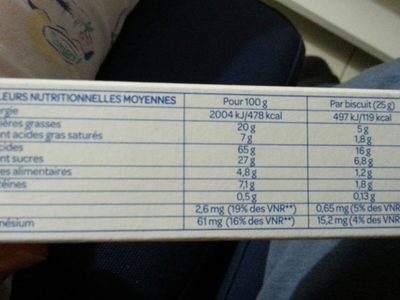 LEURS NUTRITIONNELLES MOYENNES Pour 100 g Par biscuit (25 g)
rgie 2004 kJ/478 kcal 497 kJ/119 kcal
ières grasses 20 g 5 g
nt acides gras saturés 7 g 1,8 g
cides 65 g 16 g
nt sucres 27 g 6,8 g
es alimentaires 4,8 g 1,2 g
téines 7,1 g 1,8 g
0,5 g 0,13 g
2,6 mg (19% des VNR**) 0,65 mg (5% des VNR
nésium 61 mg (16% des VNR**) 15,2 mg (4% des VNR